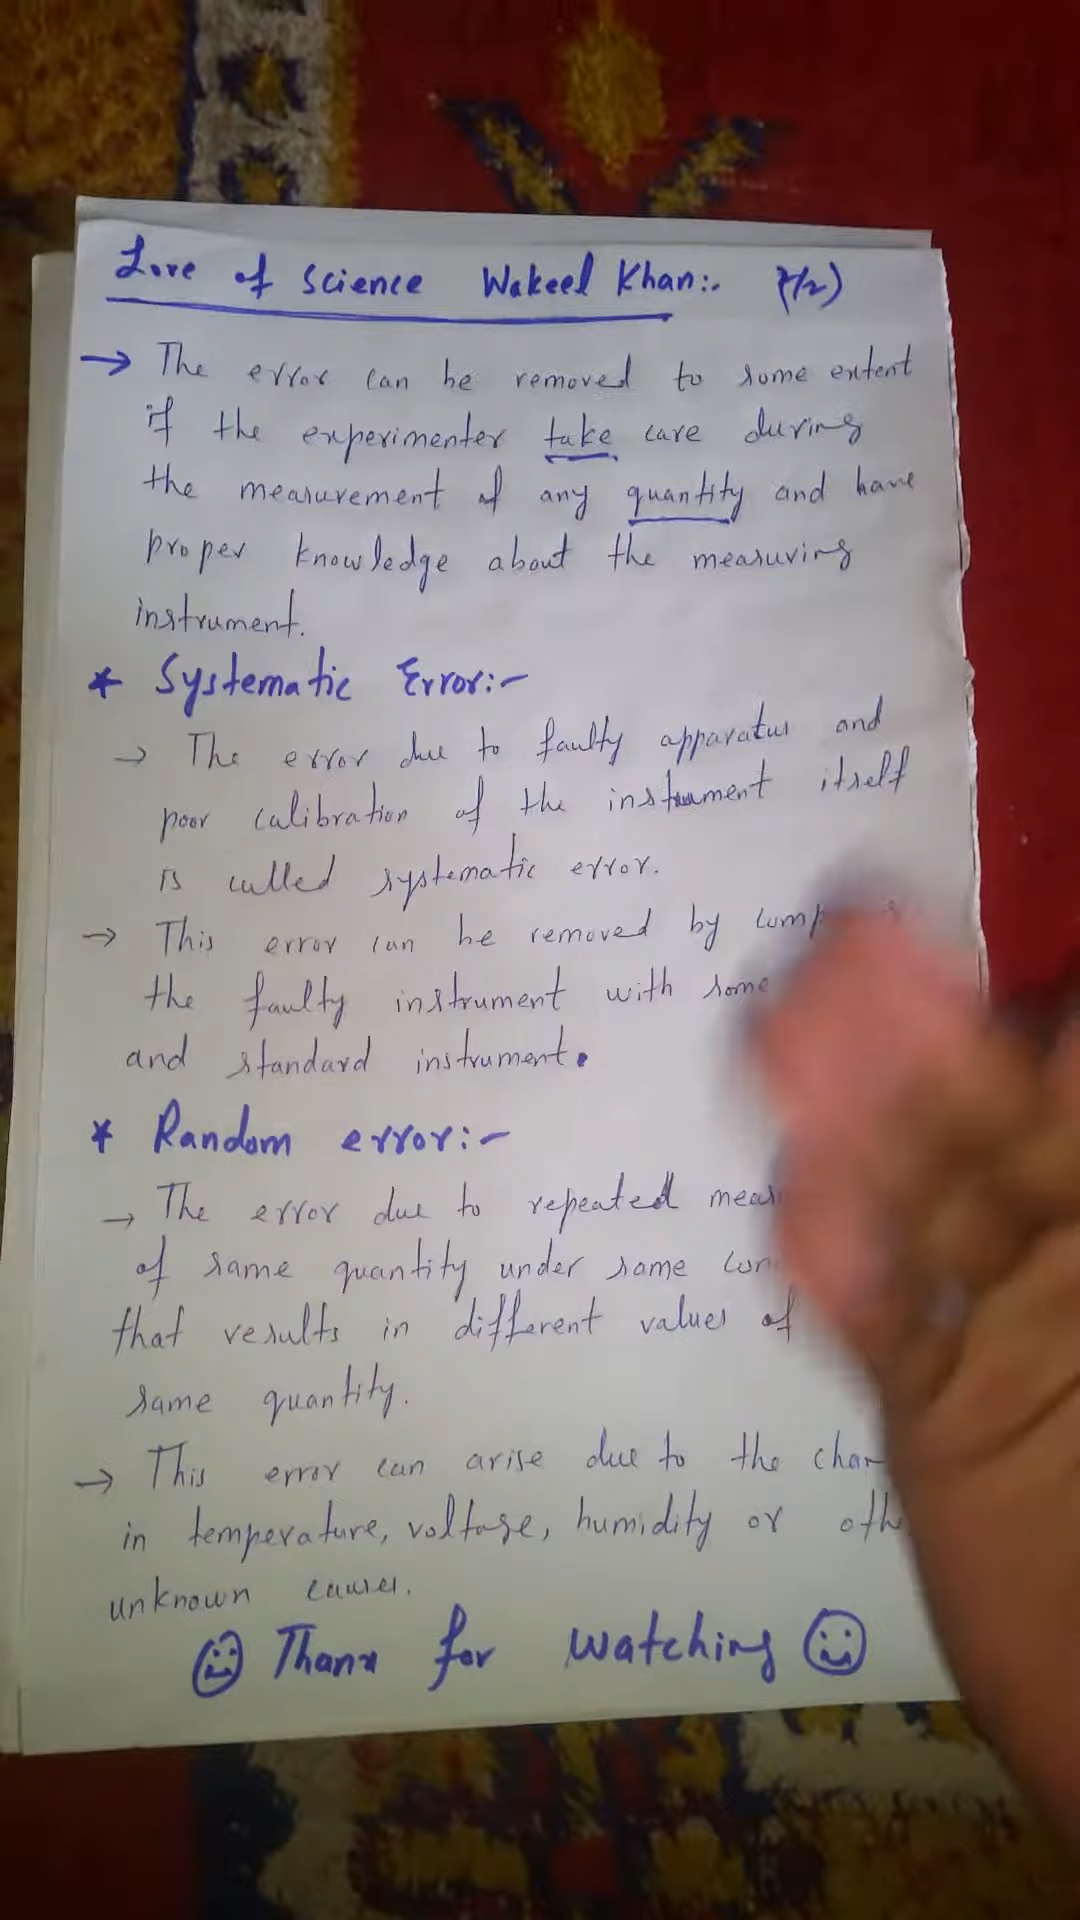 Love of Science Wakeel Khan:.
→ The error can be removed to some extent
if the experimenter take care during
the measurement of any quantity and have
proper knowledge about the measuring
instrument.
* Systematic Error:-
→ The error due to faulty apparatus and
poor calibration of the instrument itself
is called systematic error.
→ This error can be removed by
the faulty instrument with some
and standard instrument.
* Random error:-
→ The error due to repeated
of same quantity under same
that results in different values of
same quantity.
→ This error can arise due to the
in temperature, voltage, humidity or
unknown causes.
Thanx for watching